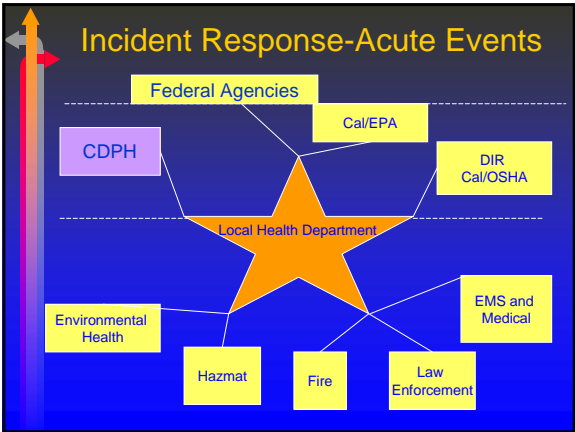 Incident Response-Acute Events
Federal Agencies
Cal/EPA
CDPH
DIR
Cal/OSHA
Local Health Department
Environmental
Health
Hazmat
Fire
Law
Enforcement
EMS and
Medical